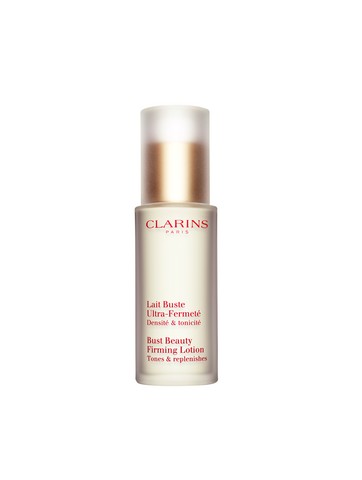 CLARINS
PARIS
Lait Buste
Ultra-Fermeté
Densité & tonicité
Bust Beauty
Firming Lotion
Tones & replenishes